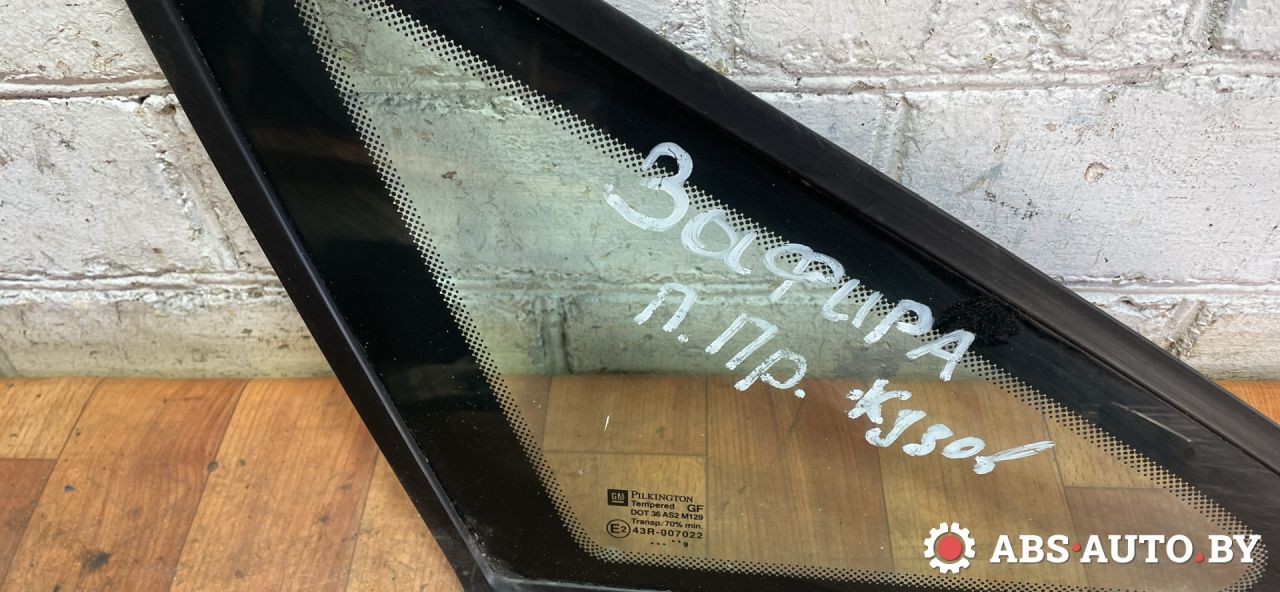 Зафира
п. пр. кузов
GM PILKINGTON
Tempered GF
DOT 36 AS2 M129
Transp. 70% min.
E2 43R-007022
... .. 9
ABS-AUTO.BY